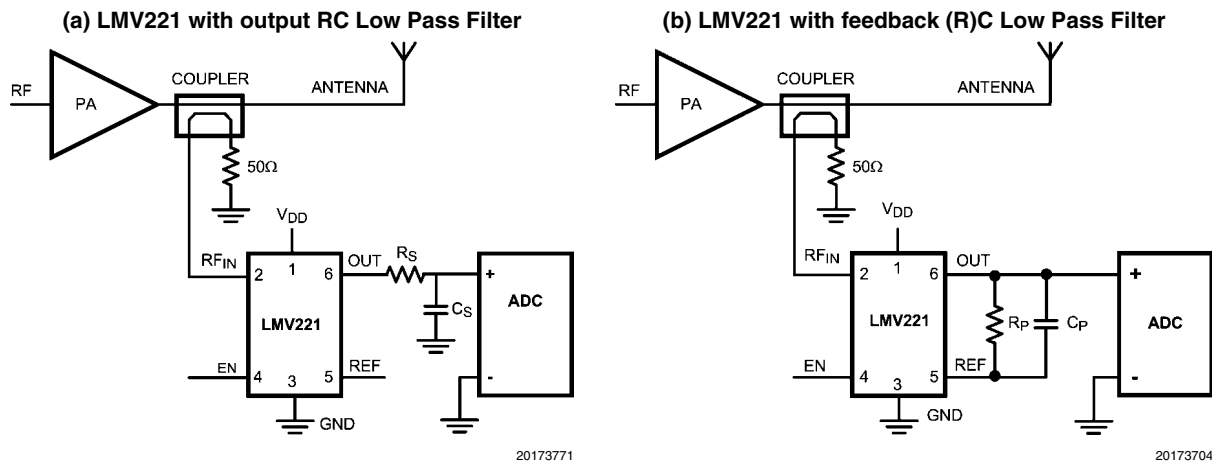 (a) LMV221 with output RC Low Pass Filter
RF
PA
COUPLER
ANTENNA
50Ω
VDD
RFIN
2
1
6
OUT
RS
CS
+
ADC
LMV221
EN
4
3
5
REF
-
GND
20173771
(b) LMV221 with feedback (R)C Low Pass Filter
RF
PA
COUPLER
ANTENNA
50Ω
VDD
RFIN
2
1
6
OUT
+
LMV221
RP
CP
ADC
EN
4
3
5
REF
-
GND
20173704